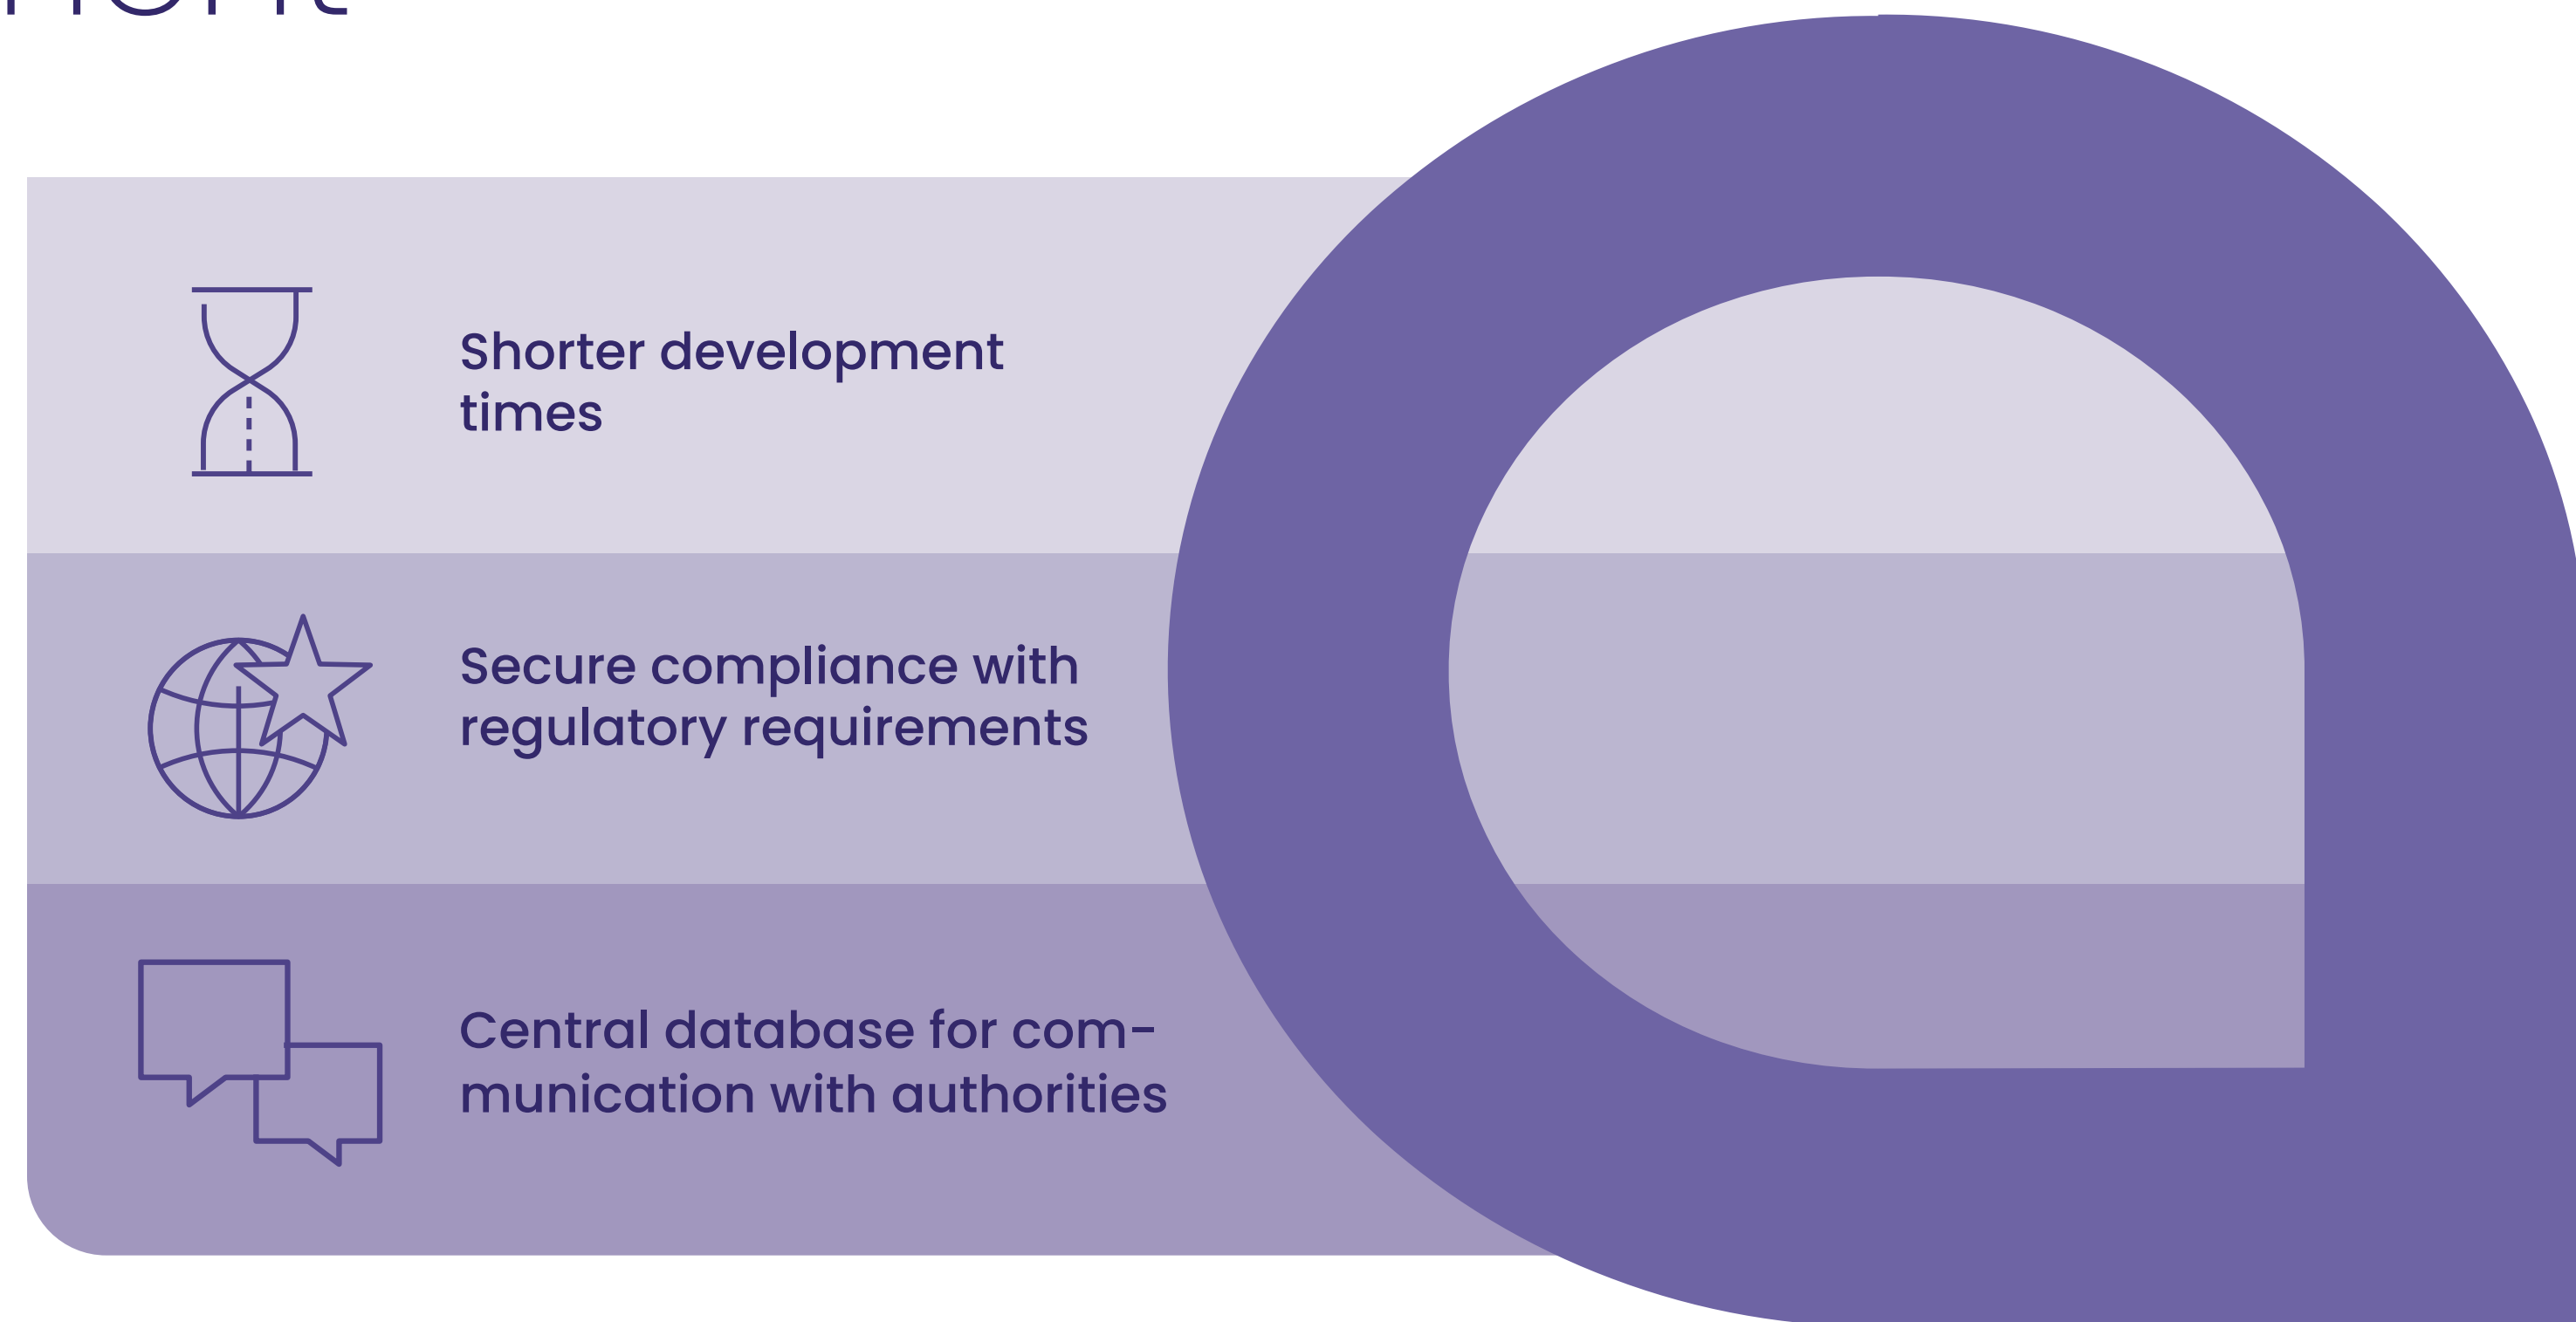 Shorter development
times
Secure compliance with
regulatory requirements
Central database for com-
munication with authorities